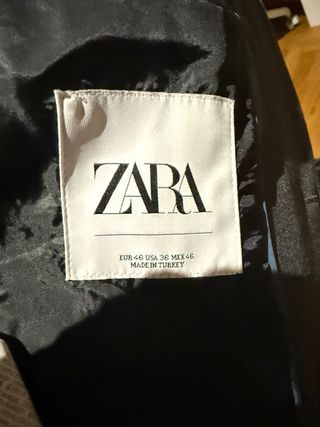 ZARA
EUR 46 USA 36 MEX 46
MADE IN TURKEY